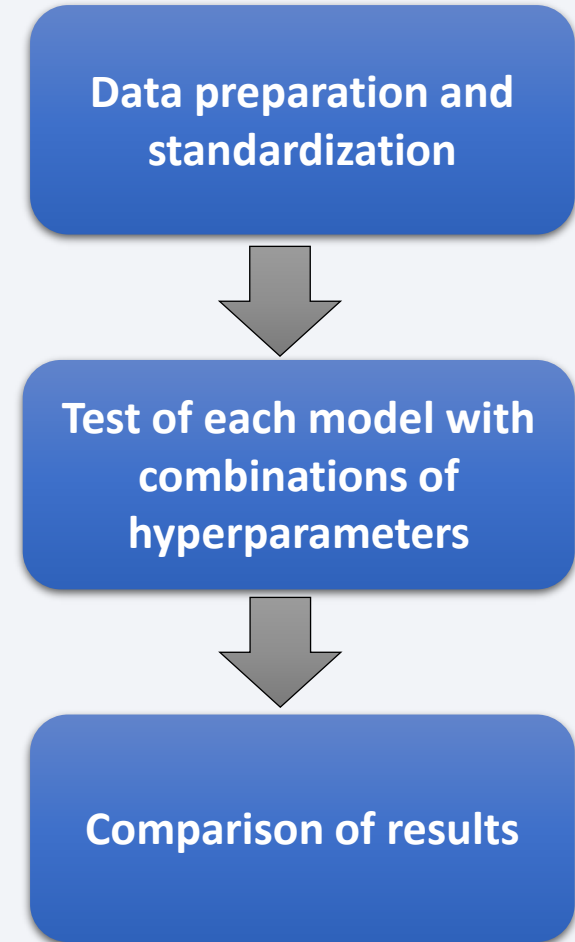 Data preparation and
standardization
Test of each model with
combinations of
hyperparameters
Comparison of results